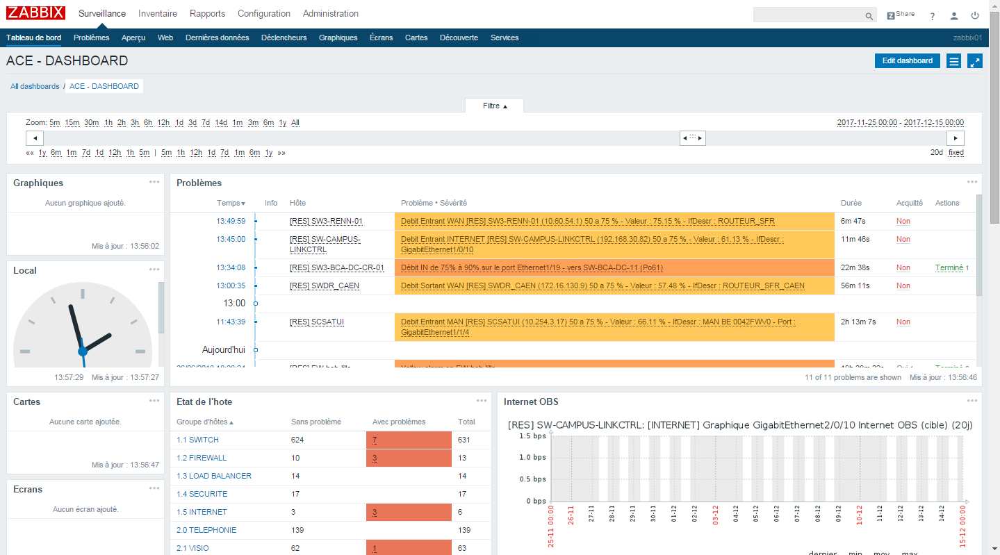 ZABBIX Surveillance Inventaire Rapports Configuration Administration Z Share ?
Tableau de bord Problèmes Aperçu Web Dernières données Déclencheurs Graphiques Écrans Cartes Découverte Services zabbix01
ACE - DASHBOARD Edit dashboard
All dashboards / ACE - DASHBOARD
Filtre ▲
Zoom: 5m 15m 30m 1h 2h 3h 6h 12h 1d 3d 7d 14d 1m 3m 6m 1y All 2017-11-25 00:00 - 2017-12-15 00:00
«« 1y 6m 1m 7d 1d 12h 1h 5m | 5m 1h 12h 1d 7d 1m 6m 1y »» 20d fixed
Graphiques
Aucun graphique ajouté.
Mis à jour : 13:56:02
Local
13:57:29 Mis à jour : 13:57:27
Problèmes
Temps▼ Info Hôte Problème • Sévérité Durée Acquitté Actions
13:49:59 [RES] SW3-RENN-01 Debit Entrant WAN [RES] SW3-RENN-01 (10.60.54.1) 50 a 75 % - Valeur : 75.15 % - IfDescr : ROUTEUR_SFR 6m 47s Non
13:45:00 [RES] SW-CAMPUS- Debit Entrant INTERNET [RES] SW-CAMPUS-LINKCTRL (192.168.30.82) 50 a 75 % - Valeur : 61.13 % - IfDescr : 11m 46s Non
LINKCTRL GigabitEthernet1/0/10
13:34:08 [RES] SW3-BCA-DC-CR-01 Débit IN de 75% à 90% sur le port Ethernet1/19 - vers SW-BCA-DC-11 (Po61) 22m 38s Non Terminé 1
13:00:35 [RES] SWDR_CAEN Debit Sortant WAN [RES] SWDR_CAEN (172.16.130.9) 50 a 75 % - Valeur : 57.48 % - IfDescr : ROUTEUR_SFR_CAEN 56m 11s Non
13:00
11:43:39 [RES] SCSATUI Debit Entrant MAN [RES] SCSATUI (10.254.3.17) 50 a 75 % - Valeur : 66.11 % - IfDescr : MAN BE 0042FWV0 - Port : 2h 13m 7s Non
GigabitEthernet1/1/4
Aujourd'hui
11 of 11 problems are shown Mis à jour : 13:56:46
Cartes
Aucune carte ajoutée.
Mis à jour : 13:56:47
Ecrans
Aucun écran ajouté.
Etat de l'hote
Groupe d'hôtes ▲ Sans problème Avec problèmes Total
1.1 SWITCH 624 7 631
1.2 FIREWALL 10 3 13
1.3 LOAD BALANCER 14 14
1.4 SECURITE 17 17
1.5 INTERNET 3 3 6
2.0 TELEPHONIE 139 139
2.1 VISIO 62 1 63
Internet OBS
[RES] SW-CAMPUS-LINKCTRL: [INTERNET] Graphique GigabitEthernet2/0/10 Internet OBS (cible) (20j)
1.5 bps
1.0 bps
0.5 bps
0 bps
25-11 00:00 26-11 27-11 28-11 29-11 30-11 01-12 02-12 03-12 04-12 05-12 06-12 07-12 08-12 09-12 10-12 11-12 12-12 13-12 14-12 15-12 00:00
dernier min moy max